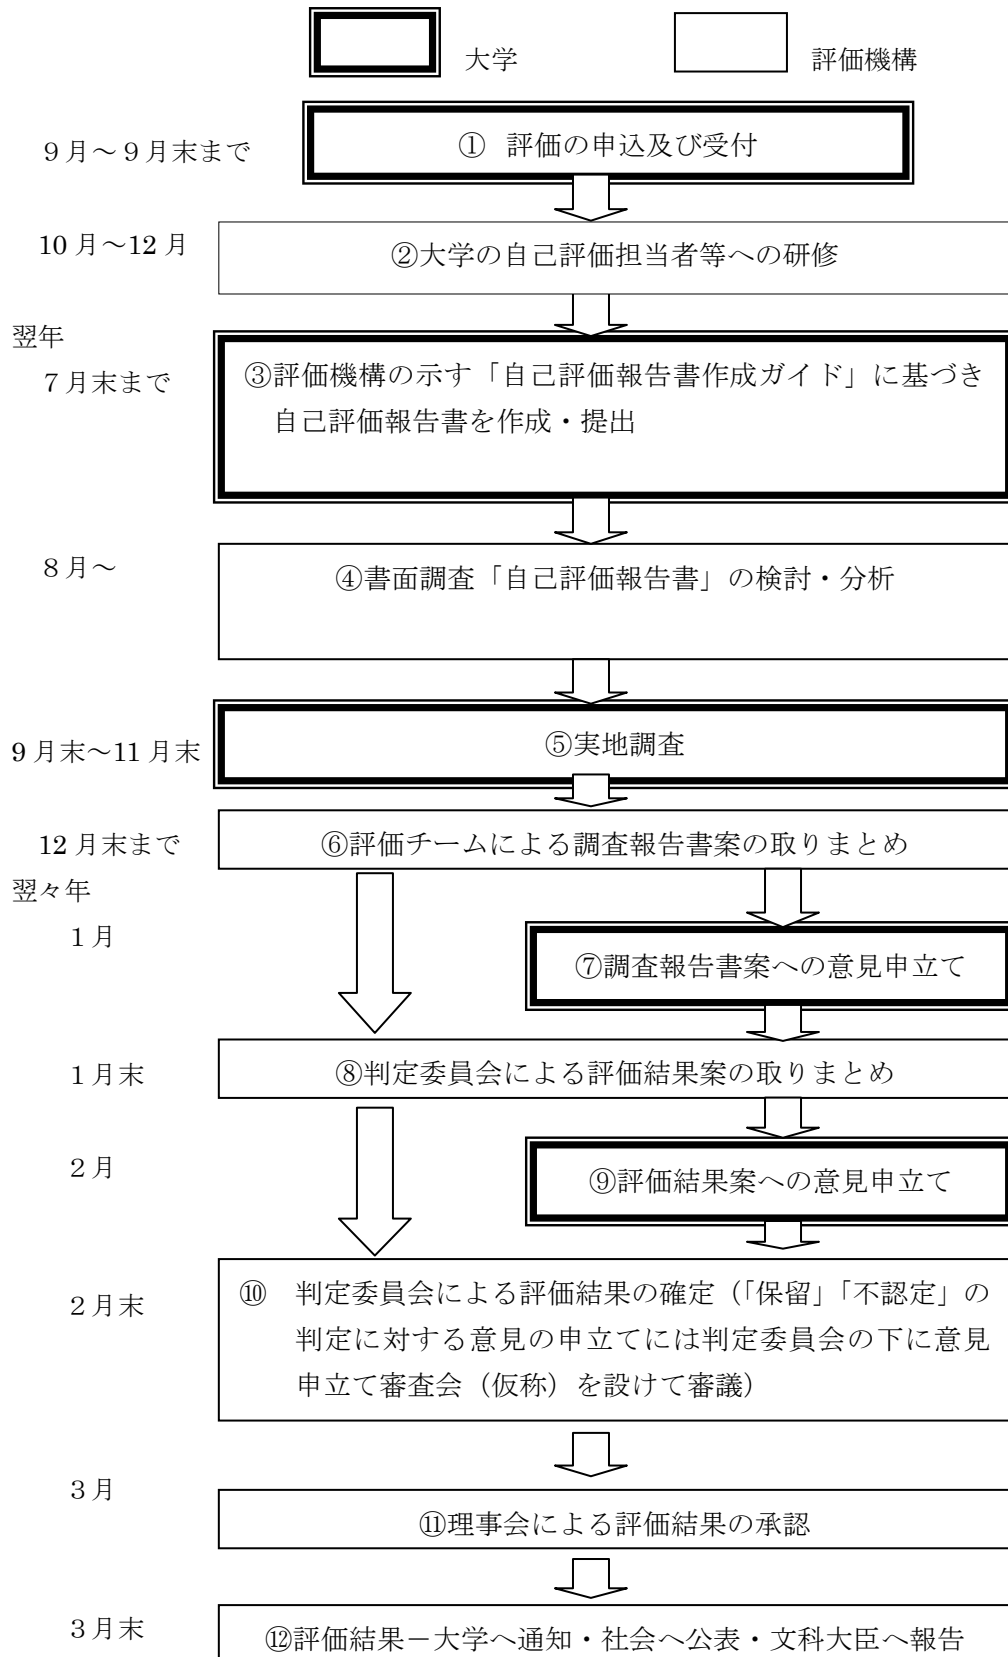 大学
評価機構
9月～9月末まで
① 評価の申込及び受付
10月～12月
②大学の自己評価担当者等への研修
翌年
7月末まで
③評価機構の示す「自己評価報告書作成ガイド」に基づき
自己評価報告書を作成・提出
8月～
④書面調査「自己評価報告書」の検討・分析
9月末～11月末
⑤実地調査
12月末まで
⑥評価チームによる調査報告書案の取りまとめ
翌々年
1月
⑦調査報告書案への意見申立て
1月末
⑧判定委員会による評価結果案の取りまとめ
2月
⑨評価結果案への意見申立て
2月末
⑩ 判定委員会による評価結果の確定（「保留」「不認定」の
判定に対する意見の申立てには判定委員会の下に意見
申立て審査会（仮称）を設けて審議）
3月
⑪理事会による評価結果の承認
3月末
⑫評価結果－大学へ通知・社会へ公表・文科大臣へ報告